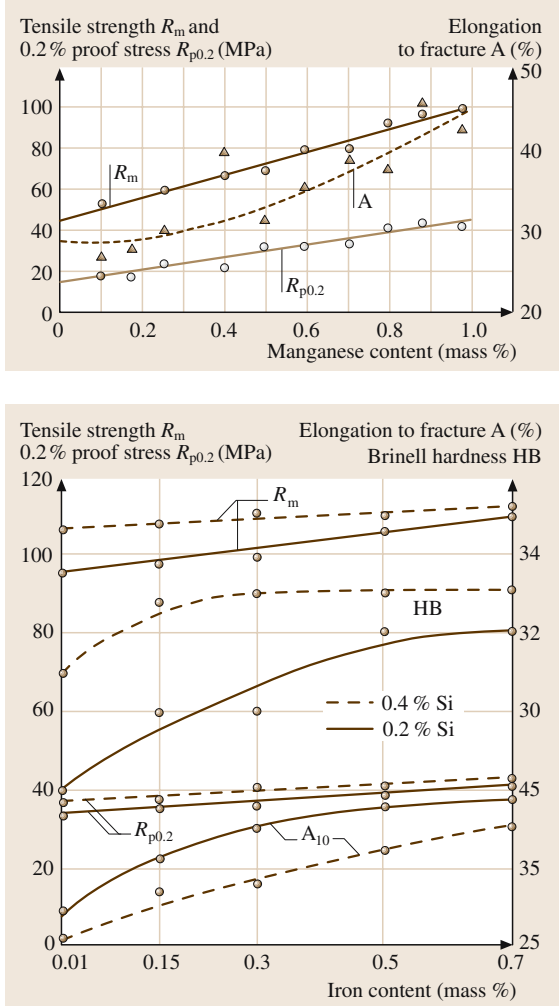 Tensile strength Rm and
0.2 % proof stress Rp0.2 (MPa)
Elongation
to fracture A (%)
50
100
40
80
Rm
60
A
40
30
20
Rp0.2
0
20
0
0.2
0.4
0.6
0.8
1.0
Manganese content (mass %)
Tensile strength Rm
0.2 % proof stress Rp0.2 (MPa)
Elongation to fracture A (%)
Brinell hardness HB
120
Rm
100
34
HB
80
32
0.4 % Si
60
30
0.2 % Si
40
45
Rp0.2
A10
20
35
0
25
0.01
0.15
0.3
0.5
0.7
Iron content (mass %)